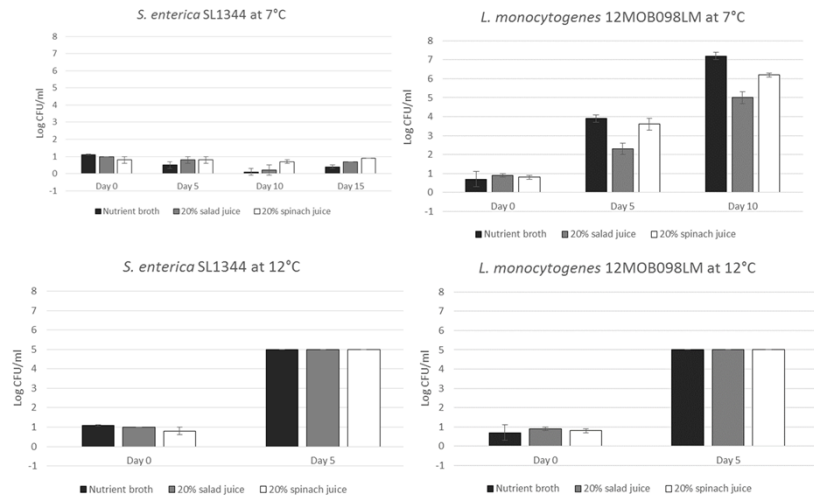 S. enterica SL1344 at 7°C
8
7
6
5
4
3
2
1
0
-1
Log CFU/ml
Day 0 Day 5 Day 10 Day 15
Nutrient broth 20% salad juice 20% spinach juice
L. monocytogenes 12MOB098LM at 7°C
8
7
6
5
4
3
2
1
0
-1
Log CFU/ml
Day 0 Day 5 Day 10
Nutrient broth 20% salad juice 20% spinach juice
S. enterica SL1344 at 12°C
8
7
6
5
4
3
2
1
0
-1
Log CFU/ml
Day 0 Day 5
Nutrient broth 20% salad juice 20% spinach juice
L. monocytogenes 12MOB098LM at 12°C
8
7
6
5
4
3
2
1
0
-1
Log CFU/ml
Day 0 Day 5
Nutrient broth 20% salad juice 20% spinach juice